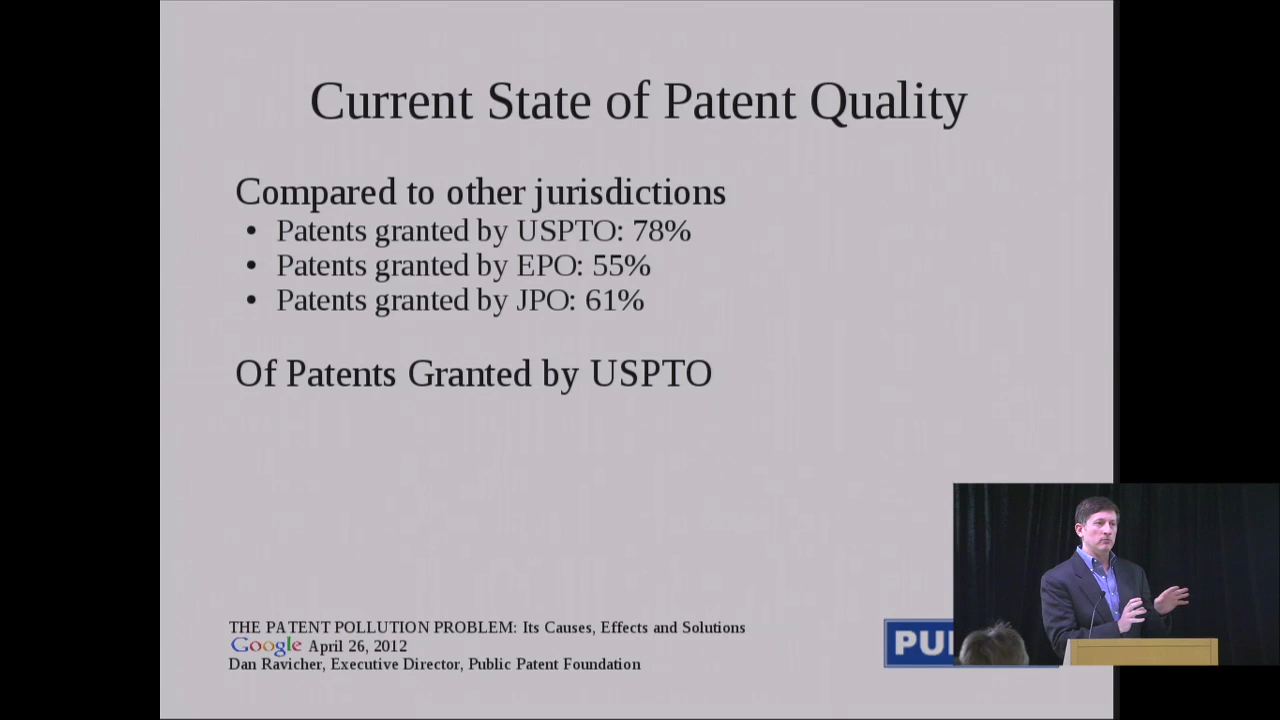 Current State of Patent Quality
Compared to other jurisdictions
• Patents granted by USPTO: 78%
• Patents granted by EPO: 55%
• Patents granted by JPO: 61%
Of Patents Granted by USPTO
THE PATENT POLLUTION PROBLEM: Its Causes, Effects and Solutions
Google April 26, 2012
Dan Ravicher, Executive Director, Public Patent Foundation